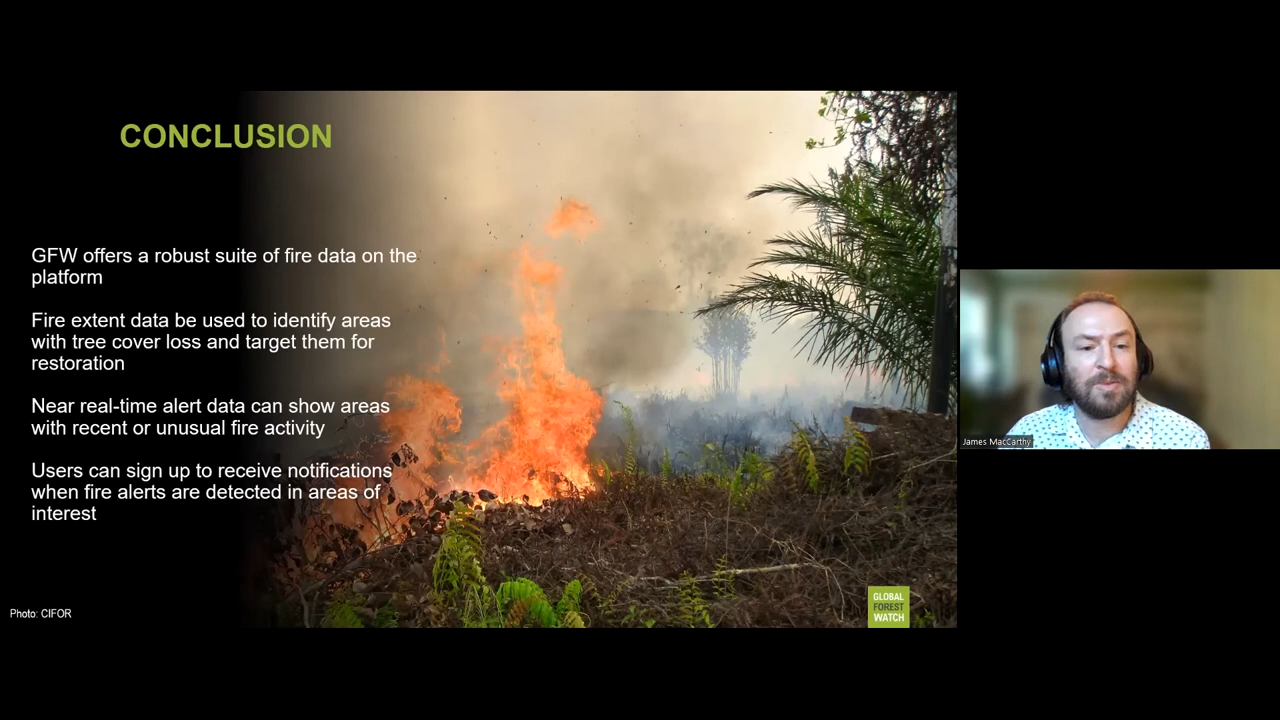 CONCLUSION
GFW offers a robust suite of fire data on the
platform
Fire extent data be used to identify areas
with tree cover loss and target them for
restoration
Near real-time alert data can show areas
with recent or unusual fire activity
Users can sign up to receive notifications
when fire alerts are detected in areas of
interest
Photo: CIFOR
GLOBAL
FOREST
WATCH
James MacCarthy